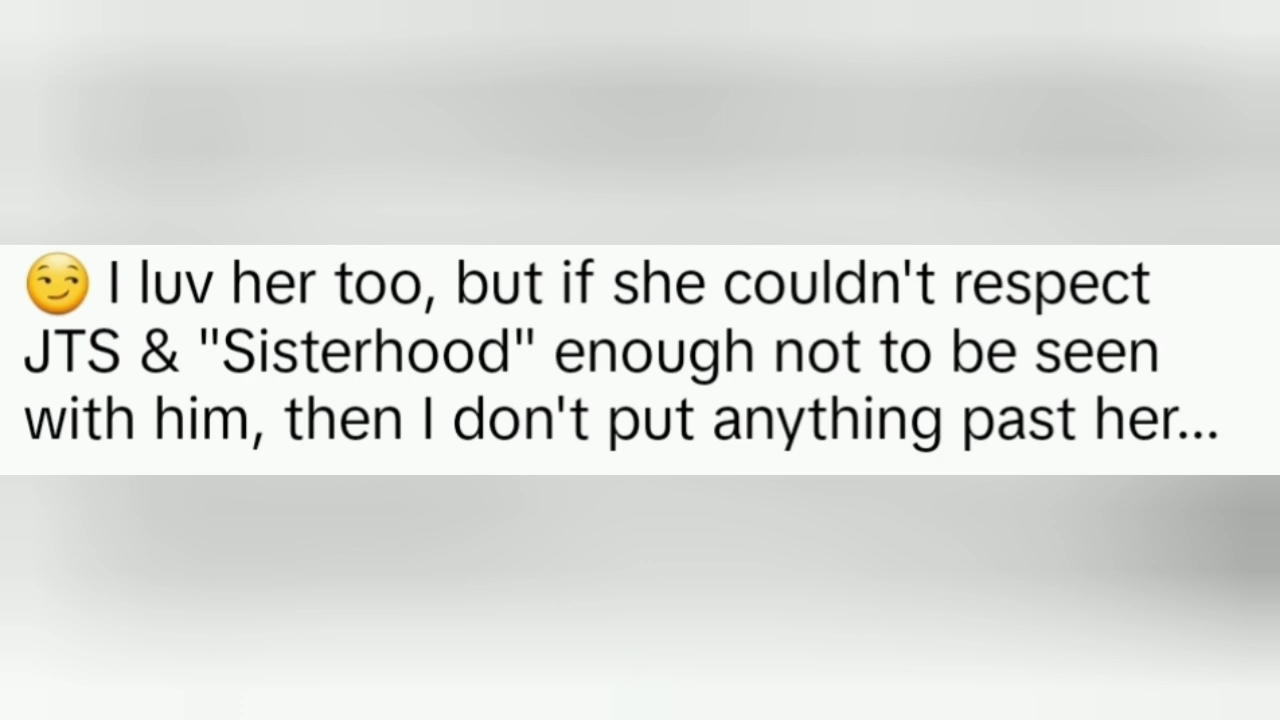 😏 I luv her too, but if she couldn't respect
JTS & "Sisterhood" enough not to be seen
with him, then I don't put anything past her...